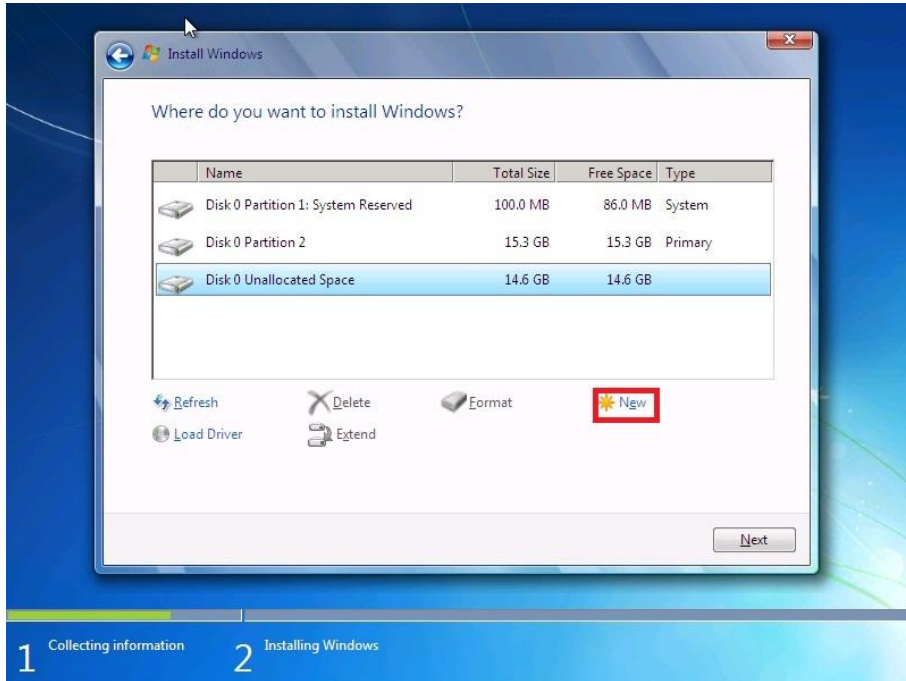 Install Windows
Where do you want to install Windows?
Name Total Size Free Space Type
Disk 0 Partition 1: System Reserved 100.0 MB 86.0 MB System
Disk 0 Partition 2 15.3 GB 15.3 GB Primary
Disk 0 Unallocated Space 14.6 GB 14.6 GB
Refresh Delete Format New
Load Driver Extend
Next
1 Collecting information 2 Installing Windows